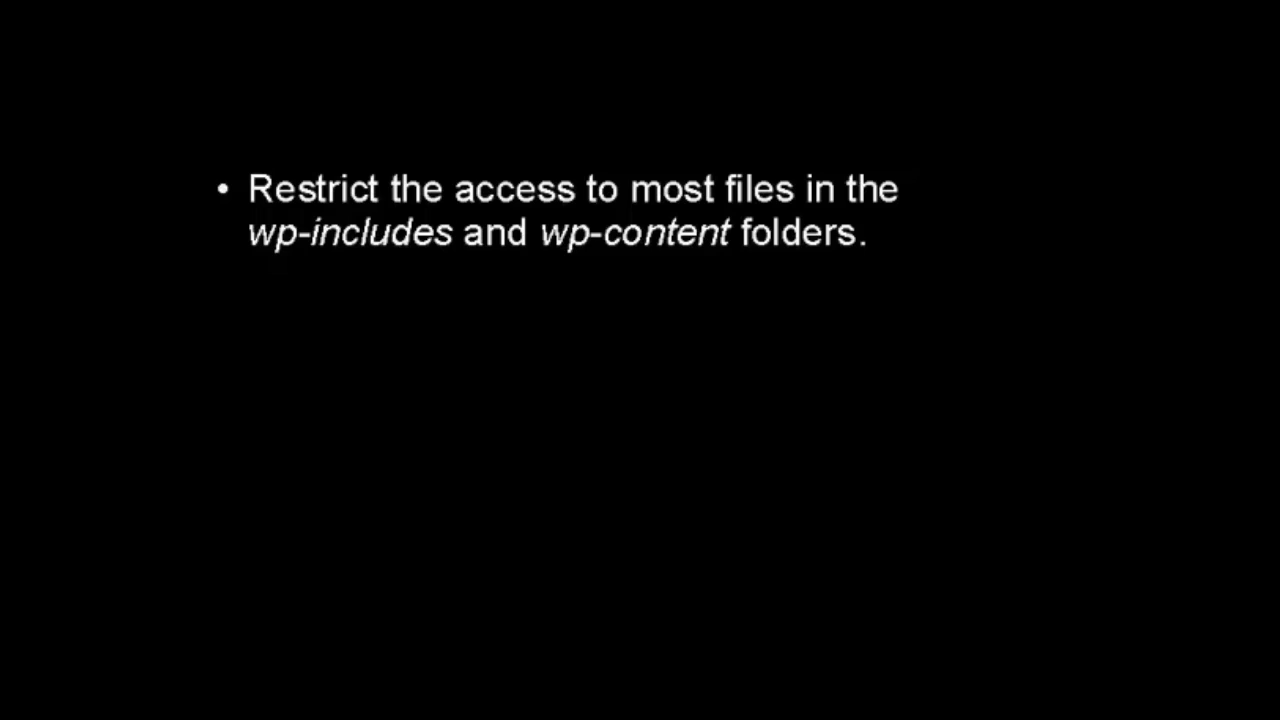 • Restrict the access to most files in the
wp-includes and wp-content folders.